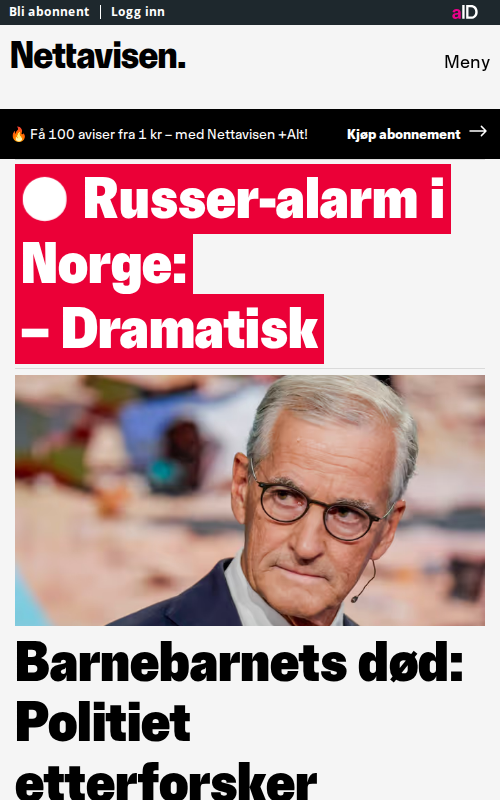 Bli abonnent | Logg inn
aID
Nettavisen.
Meny
🔥 Få 100 aviser fra 1 kr – med Nettavisen +Alt!
Kjøp abonnement →
Russer-alarm i
Norge:
– Dramatisk
Barnebarnets død:
Politiet
etterforsker